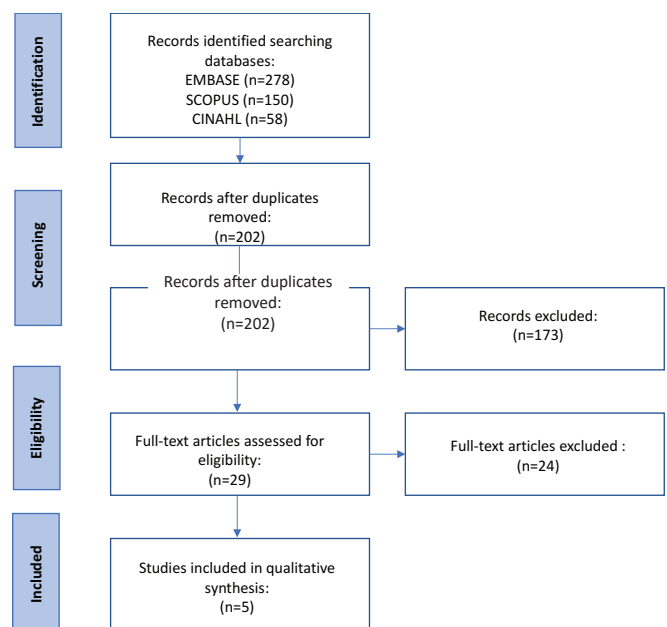 Identification
Records identified searching
databases:
EMBASE (n=278)
SCOPUS (n=150)
CINAHL (n=58)
Screening
Records after duplicates
removed:
(n=202)
Records after duplicates
removed:
(n=202)
Records excluded:
(n=173)
Eligibility
Full-text articles assessed for
eligibility:
(n=29)
Full-text articles excluded :
(n=24)
Included
Studies included in qualitative
synthesis:
(n=5)